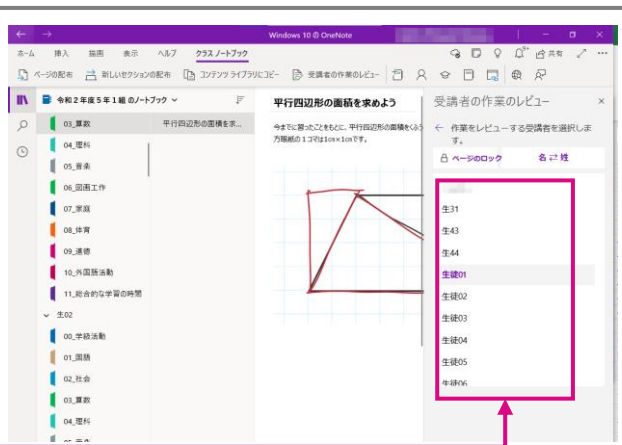 Windows 10 の OneNote
ホーム 挿入 描画 表示 ヘルプ クラス ノートブック 共有
ページの配布 新しいセクションの配布 コンテンツ ライブラリにコピー 受講者の作業のレビュー
令和２年度５年１組 のノートブック
03_算数
04_理科
05_音楽
06_図画工作
07_家庭
08_体育
09_道徳
10_外国語活動
11_総合的な学習の時間
生02
00_学級活動
01_国語
02_社会
03_算数
04_理科
平行四辺形の面積を求...
平行四辺形の面積を求めよう
今までに習ったことをもとに、平行四辺形の面積をくふう
方眼紙の１コマは1cm×1cmです。
受講者の作業のレビュー
作業をレビューする受講者を選択しま
す。
ページのロック 名⇄姓
生31
生43
生44
生徒01
生徒02
生徒03
生徒04
生徒05
生徒06